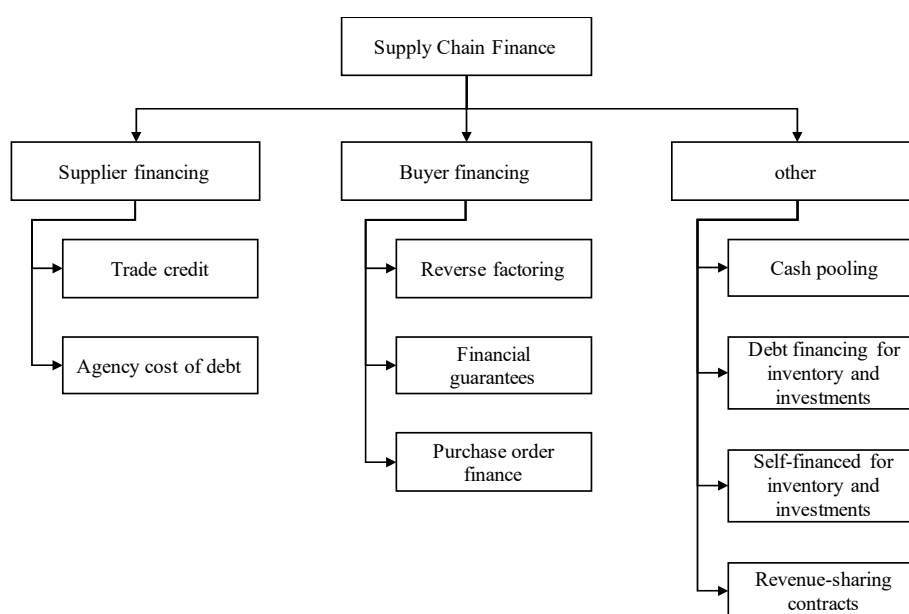 Supply Chain Finance
Supplier financing
Buyer financing
other
Trade credit
Agency cost of debt
Reverse factoring
Financial
guarantees
Purchase order
finance
Cash pooling
Debt financing for
inventory and
investments
Self-financed for
inventory and
investments
Revenue-sharing
contracts